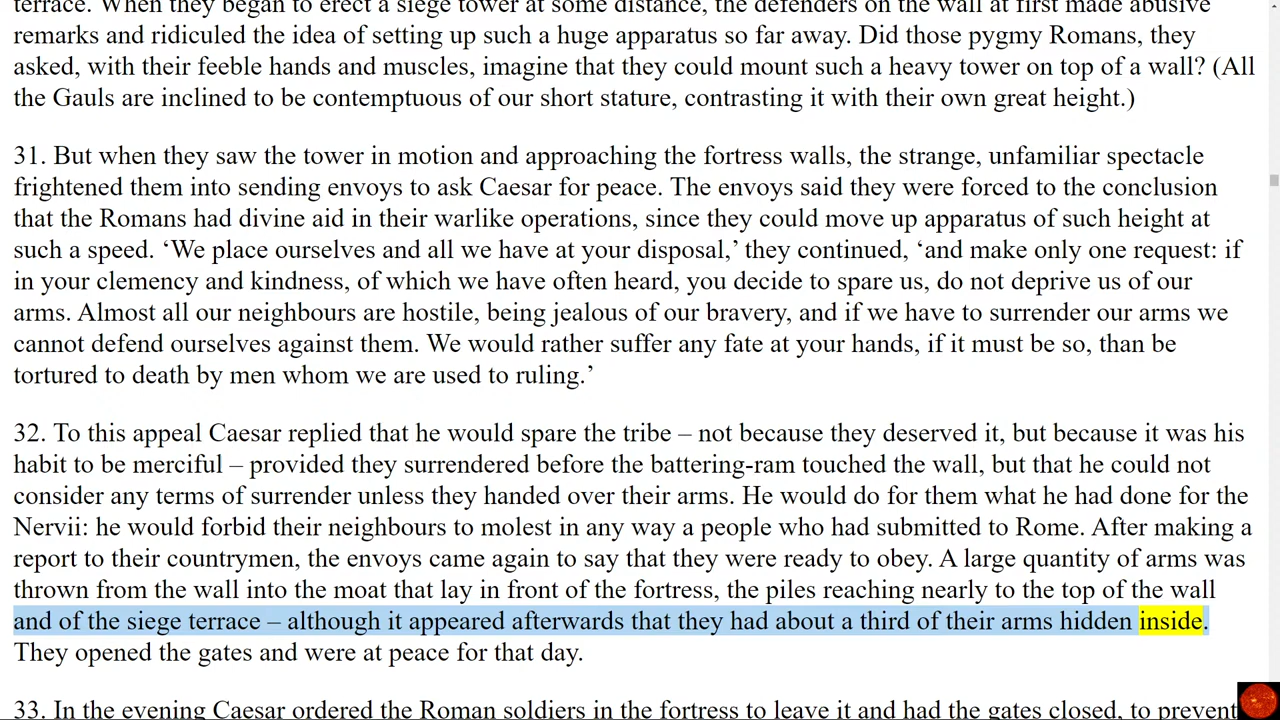 terrace. When they began to erect a siege tower at some distance, the defenders on the wall at first made abusive
remarks and ridiculed the idea of setting up such a huge apparatus so far away. Did those pygmy Romans, they
asked, with their feeble hands and muscles, imagine that they could mount such a heavy tower on top of a wall? (All
the Gauls are inclined to be contemptuous of our short stature, contrasting it with their own great height.)
31. But when they saw the tower in motion and approaching the fortress walls, the strange, unfamiliar spectacle
frightened them into sending envoys to ask Caesar for peace. The envoys said they were forced to the conclusion
that the Romans had divine aid in their warlike operations, since they could move up apparatus of such height at
such a speed. ‘We place ourselves and all we have at your disposal,’ they continued, ‘and make only one request: if
in your clemency and kindness, of which we have often heard, you decide to spare us, do not deprive us of our
arms. Almost all our neighbours are hostile, being jealous of our bravery, and if we have to surrender our arms we
cannot defend ourselves against them. We would rather suffer any fate at your hands, if it must be so, than be
tortured to death by men whom we are used to ruling.’
32. To this appeal Caesar replied that he would spare the tribe – not because they deserved it, but because it was his
habit to be merciful – provided they surrendered before the battering-ram touched the wall, but that he could not
consider any terms of surrender unless they handed over their arms. He would do for them what he had done for the
Nervii: he would forbid their neighbours to molest in any way a people who had submitted to Rome. After making a
report to their countrymen, the envoys came again to say that they were ready to obey. A large quantity of arms was
thrown from the wall into the moat that lay in front of the fortress, the piles reaching nearly to the top of the wall
and of the siege terrace – although it appeared afterwards that they had about a third of their arms hidden inside.
They opened the gates and were at peace for that day.
33. In the evening Caesar ordered the Roman soldiers in the fortress to leave it and had the gates closed, to prevent